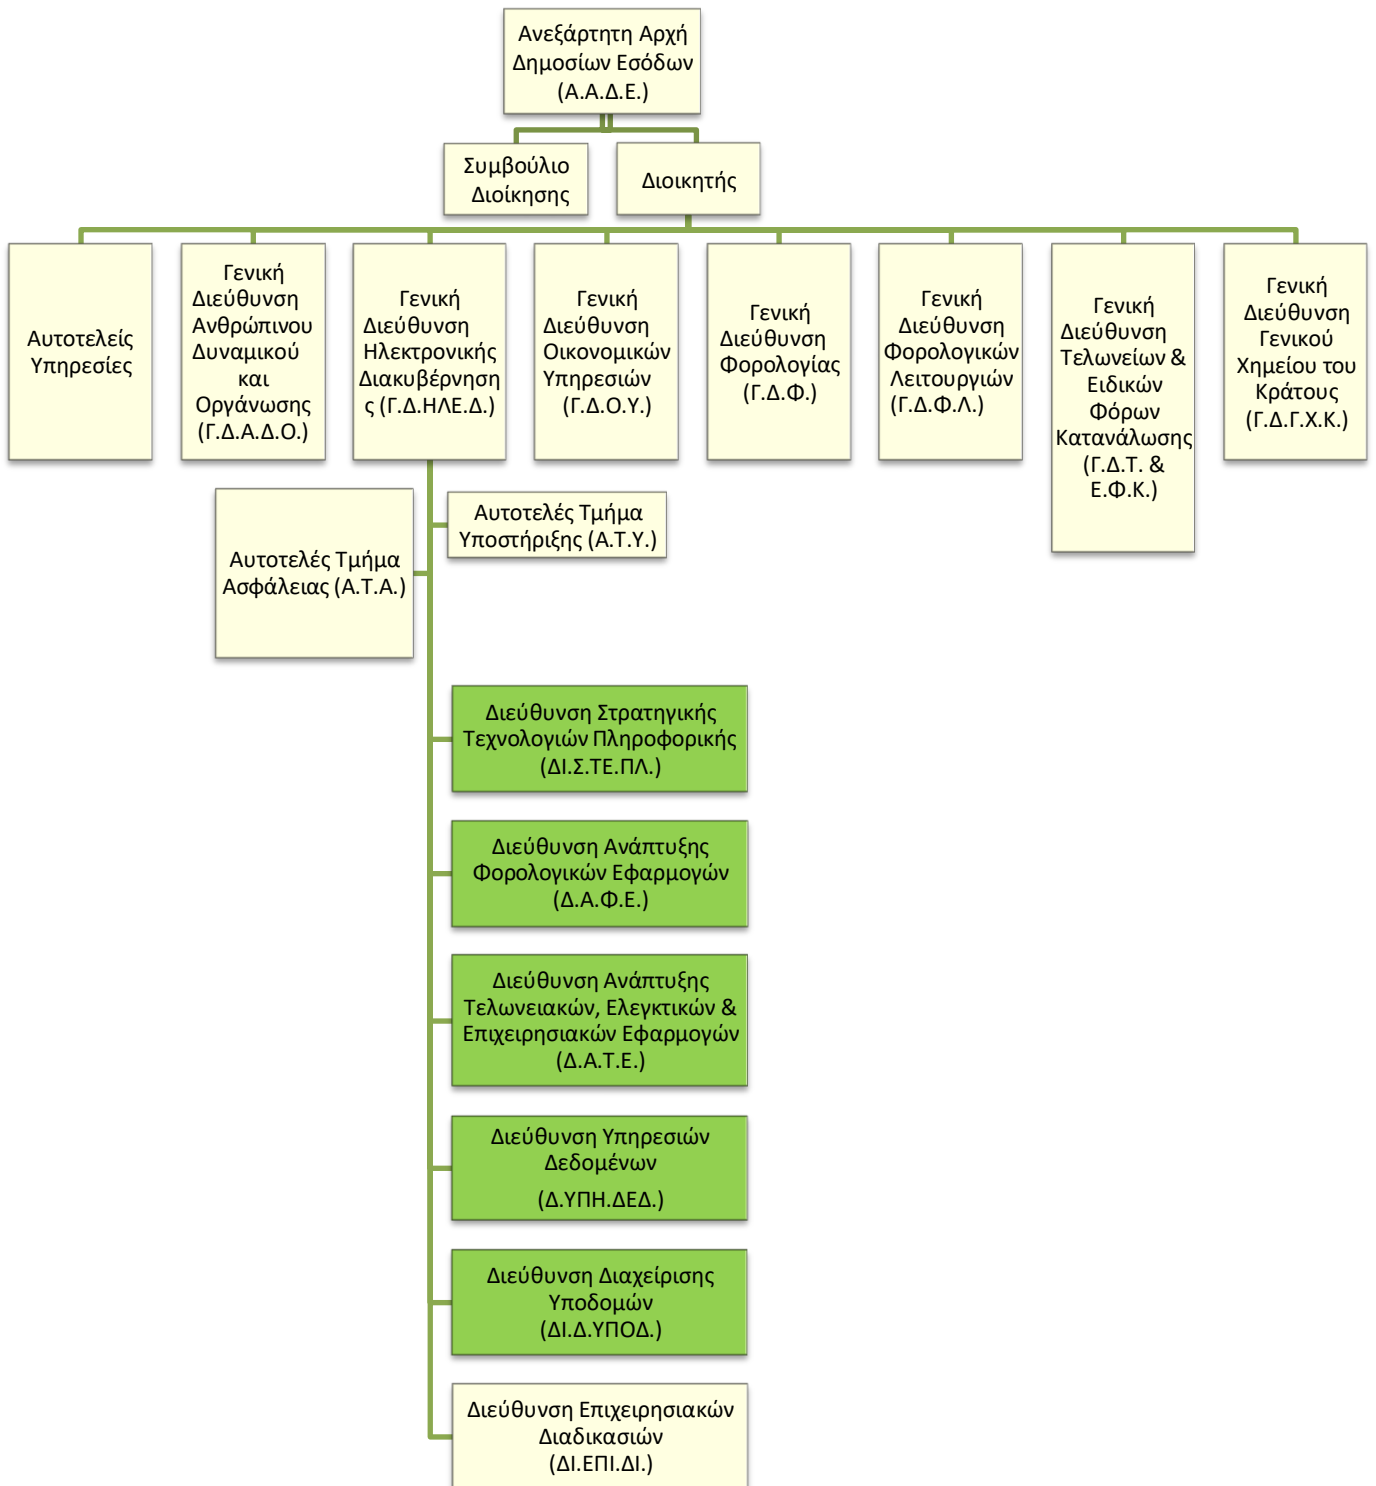 Ανεξάρτητη Αρχή
Δημοσίων Εσόδων
(Α.Α.Δ.Ε.)
Συμβούλιο
Διοίκησης
Διοικητής
Αυτοτελείς
Υπηρεσίες
Γενική
Διεύθυνση
Ανθρώπινου
Δυναμικού
και
Οργάνωσης
(Γ.Δ.Α.Δ.Ο.)
Γενική
Διεύθυνση
Ηλεκτρονικής
Διακυβέρνηση
ς (Γ.Δ.ΗΛΕ.Δ.)
Γενική
Διεύθυνση
Οικονομικών
Υπηρεσιών
(Γ.Δ.Ο.Υ.)
Γενική
Διεύθυνση
Φορολογίας
(Γ.Δ.Φ.)
Γενική
Διεύθυνση
Φορολογικών
Λειτουργιών
(Γ.Δ.Φ.Λ.)
Γενική
Διεύθυνση
Τελωνείων &
Ειδικών
Φόρων
Κατανάλωσης
(Γ.Δ.Τ. &
Ε.Φ.Κ.)
Γενική
Διεύθυνση
Γενικού
Χημείου του
Κράτους
(Γ.Δ.Γ.Χ.Κ.)
Αυτοτελές Τμήμα
Ασφάλειας (Α.Τ.Α.)
Αυτοτελές Τμήμα
Υποστήριξης (Α.Τ.Υ.)
Διεύθυνση Στρατηγικής
Τεχνολογιών Πληροφορικής
(ΔΙ.Σ.ΤΕ.ΠΛ.)
Διεύθυνση Ανάπτυξης
Φορολογικών Εφαρμογών
(Δ.Α.Φ.Ε.)
Διεύθυνση Ανάπτυξης
Τελωνειακών, Ελεγκτικών &
Επιχειρησιακών Εφαρμογών
(Δ.Α.Τ.Ε.)
Διεύθυνση Υπηρεσιών
Δεδομένων
(Δ.ΥΠΗ.ΔΕΔ.)
Διεύθυνση Διαχείρισης
Υποδομών
(ΔΙ.Δ.ΥΠΟΔ.)
Διεύθυνση Επιχειρησιακών
Διαδικασιών
(ΔΙ.ΕΠΙ.ΔΙ.)